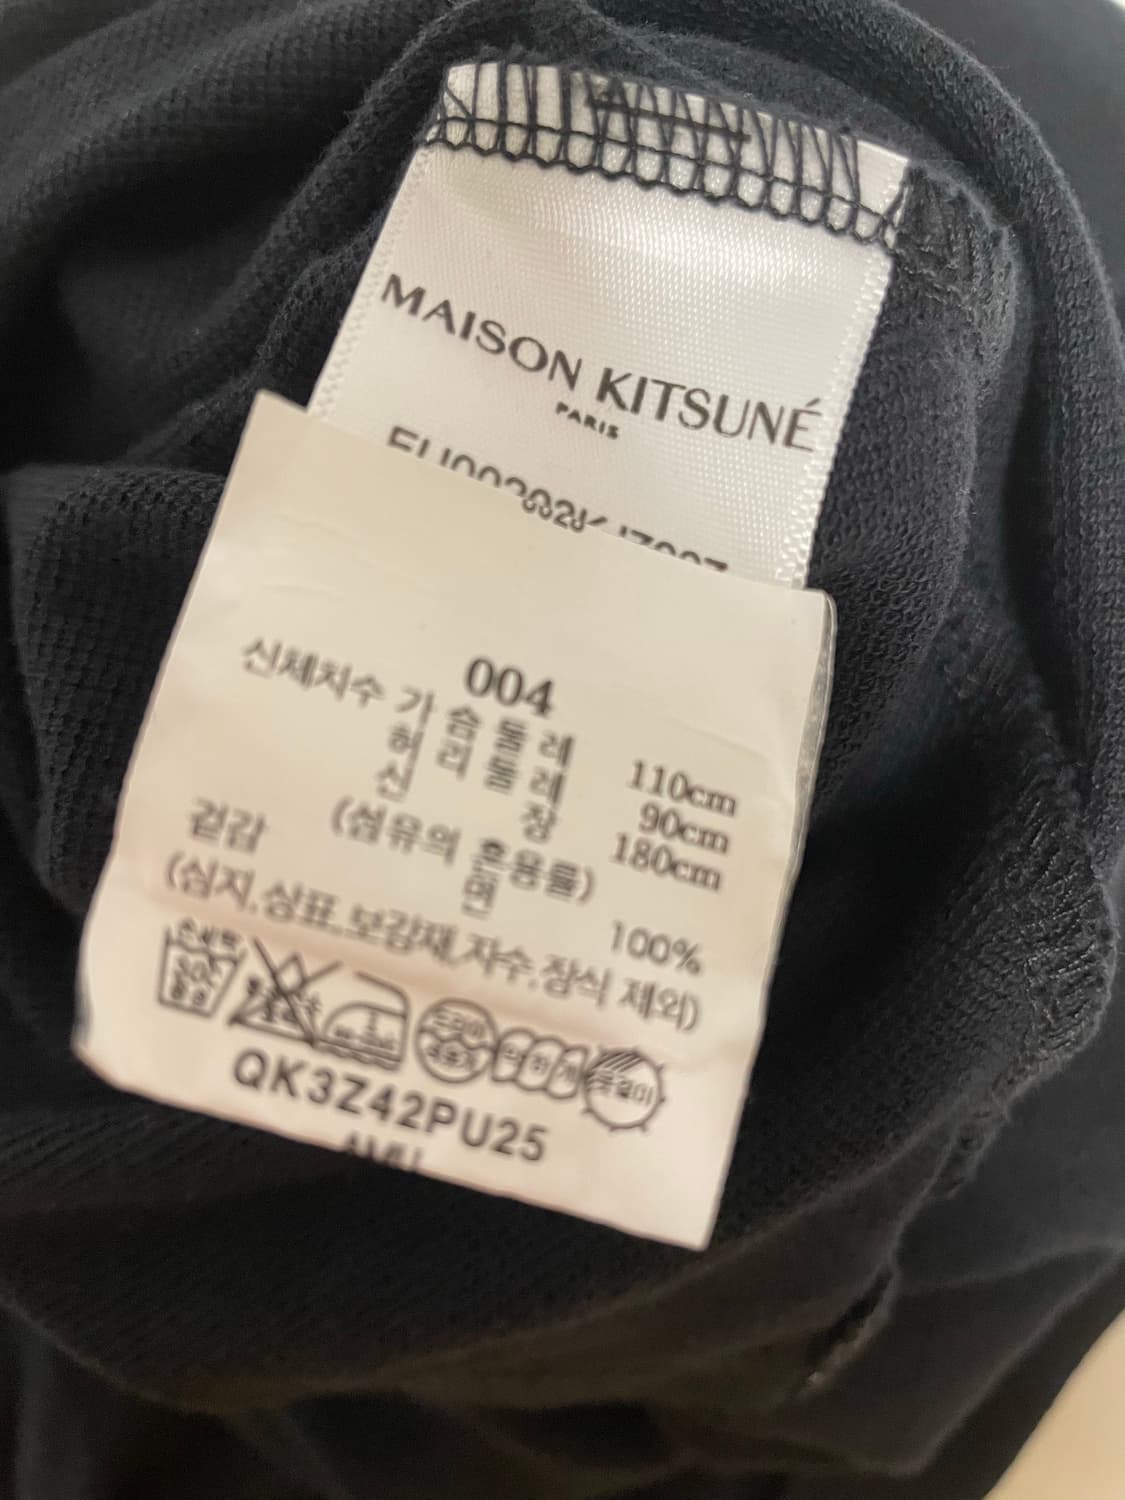 MAISON KITSUNÉ
PARIS
004
신체치수 가슴둘레 110cm
허리둘레 90cm
신장 180cm
(섬유의 혼용률)
겉감 면 100%
(심지,상표,보강재,자수,장식 제외)
QK3Z42PU25